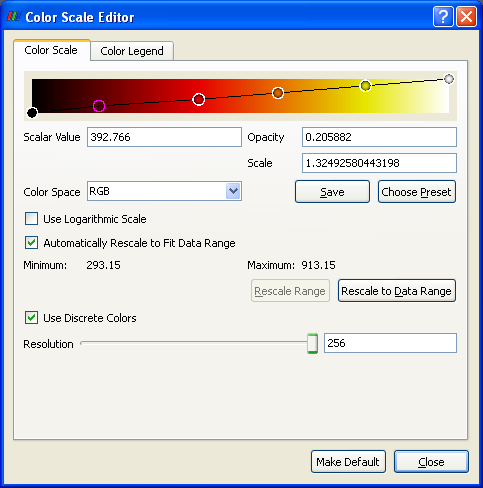 Color Scale Editor
Color Scale Color Legend
Scalar Value 392.766 Opacity 0.205882
Scale 1.32492580443198
Color Space RGB Save Choose Preset
Use Logarithmic Scale
Automatically Rescale to Fit Data Range
Minimum: 293.15 Maximum: 913.15
Rescale Range Rescale to Data Range
Use Discrete Colors
Resolution 256
Make Default Close